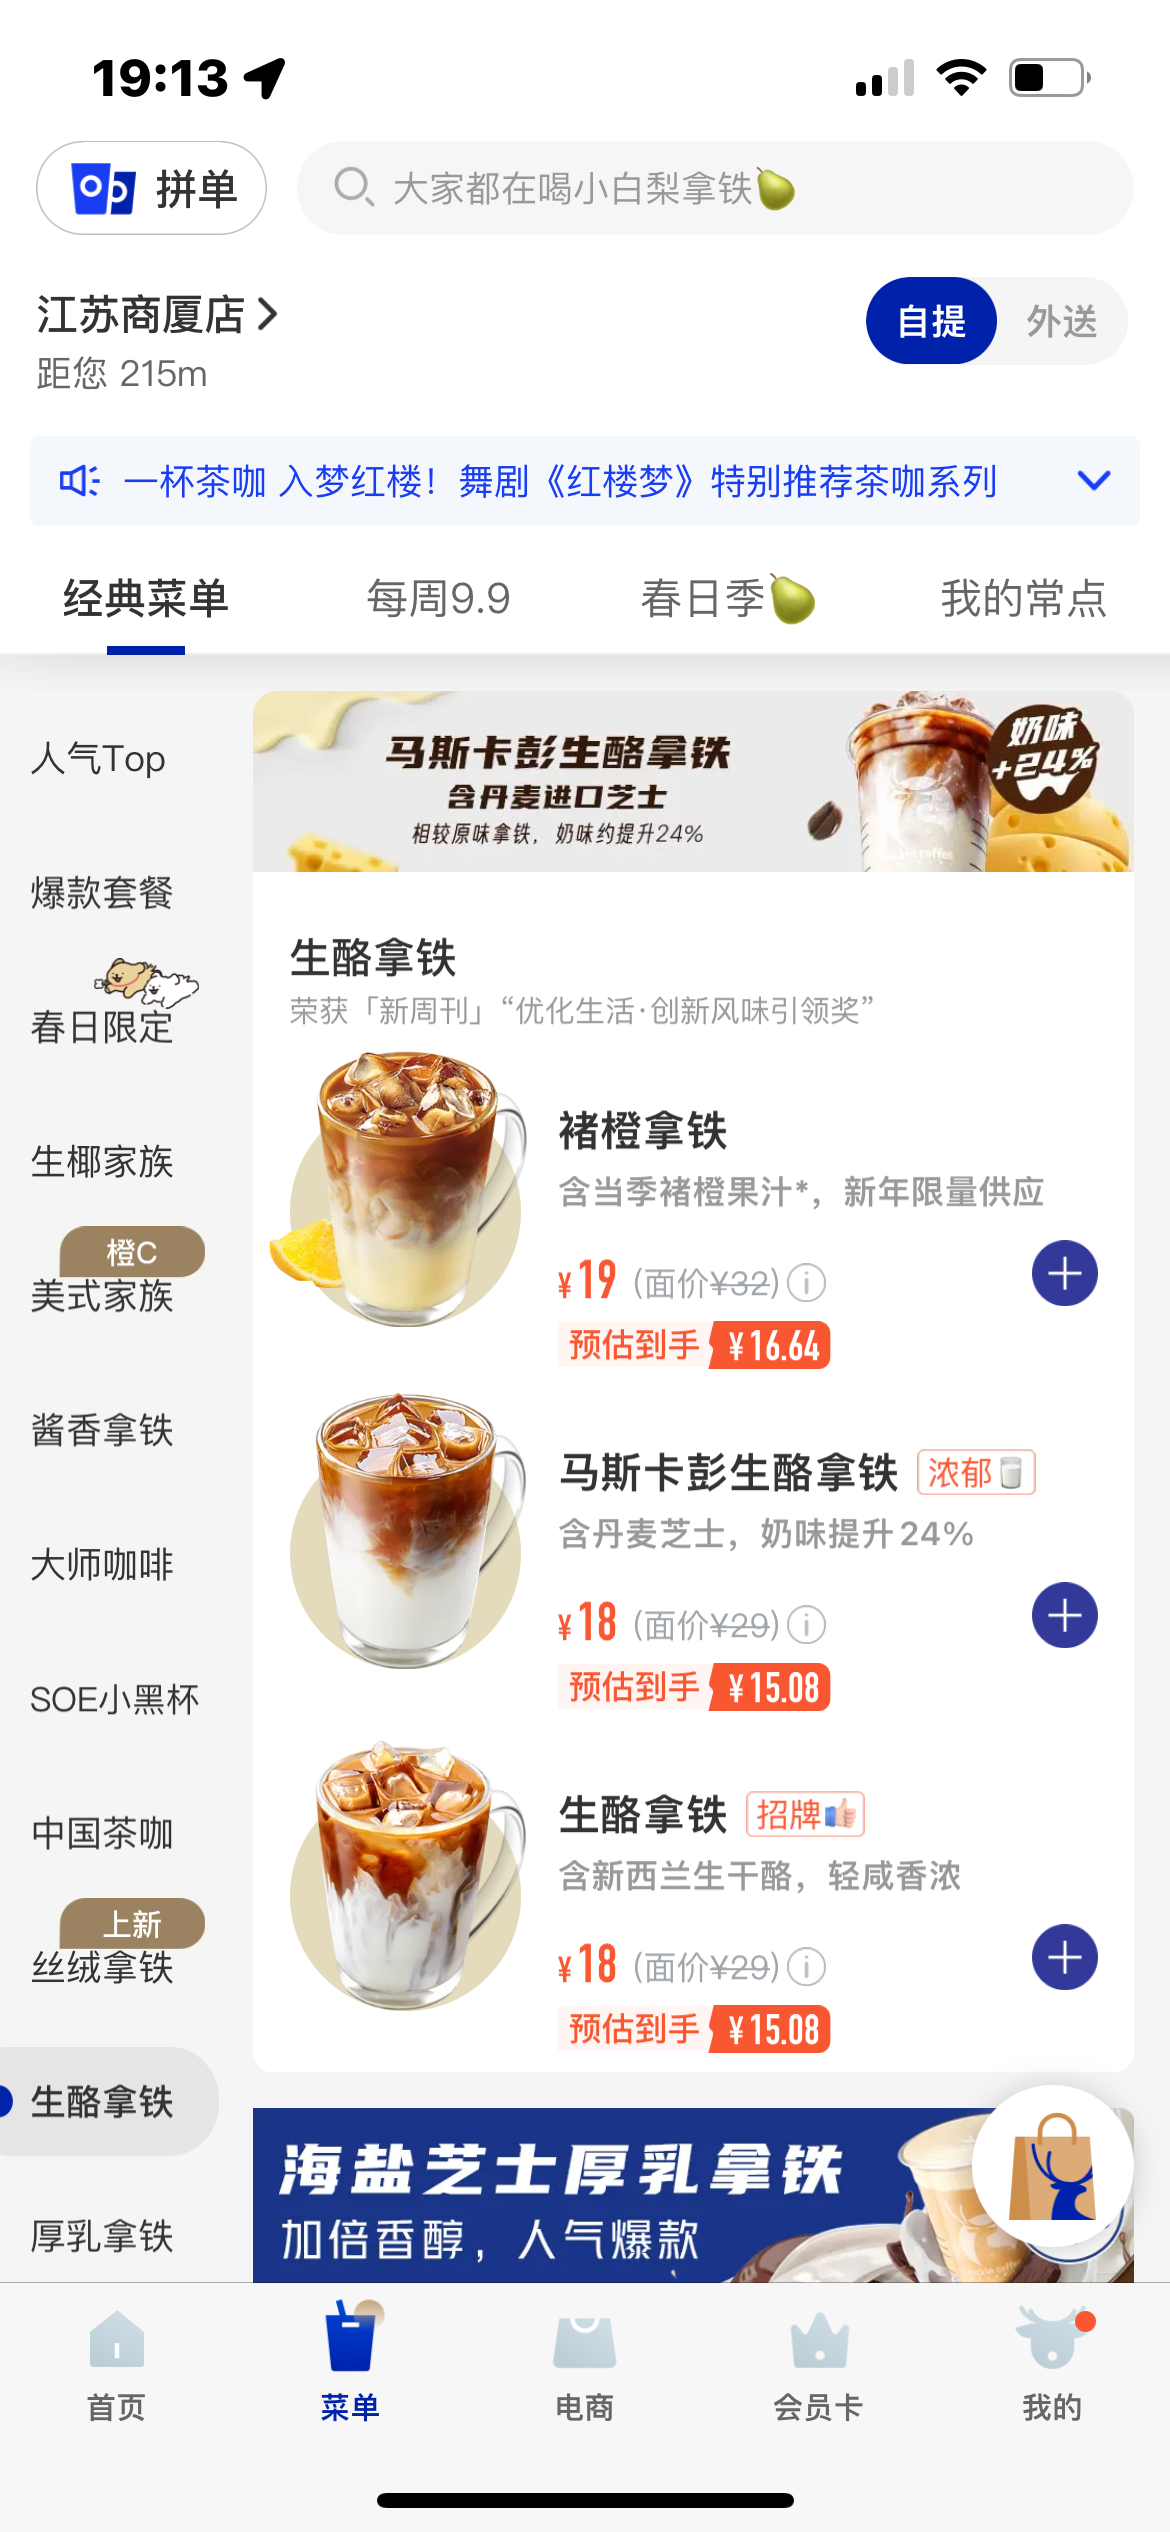 19:13
拼单
大家都在喝小白梨拿铁🍐
江苏商厦店
自提
外送
距您 215m
一杯茶咖 入梦红楼！舞剧《红楼梦》特别推荐茶咖系列
经典菜单
每周9.9
春日季🍐
我的常点
人气Top
爆款套餐
春日限定
生椰家族
橙C
美式家族
酱香拿铁
大师咖啡
SOE小黑杯
中国茶咖
上新
丝绒拿铁
生酪拿铁
厚乳拿铁
马斯卡彭生酪拿铁
含丹麦进口芝士
相较原味拿铁，奶味约提升24%
奶味
+24%
生酪拿铁
荣获「新周刊」“优化生活·创新风味引领奖”
褚橙拿铁
含当季褚橙果汁*，新年限量供应
¥19 (面价¥32)
预估到手 ¥16.64
马斯卡彭生酪拿铁 浓郁🥛
含丹麦芝士，奶味提升24%
¥18 (面价¥29)
预估到手 ¥15.08
生酪拿铁 招牌👍
含新西兰生干酪，轻咸香浓
¥18 (面价¥29)
预估到手 ¥15.08
海盐芝士厚乳拿铁
加倍香醇，人气爆款
首页
菜单
电商
会员卡
我的